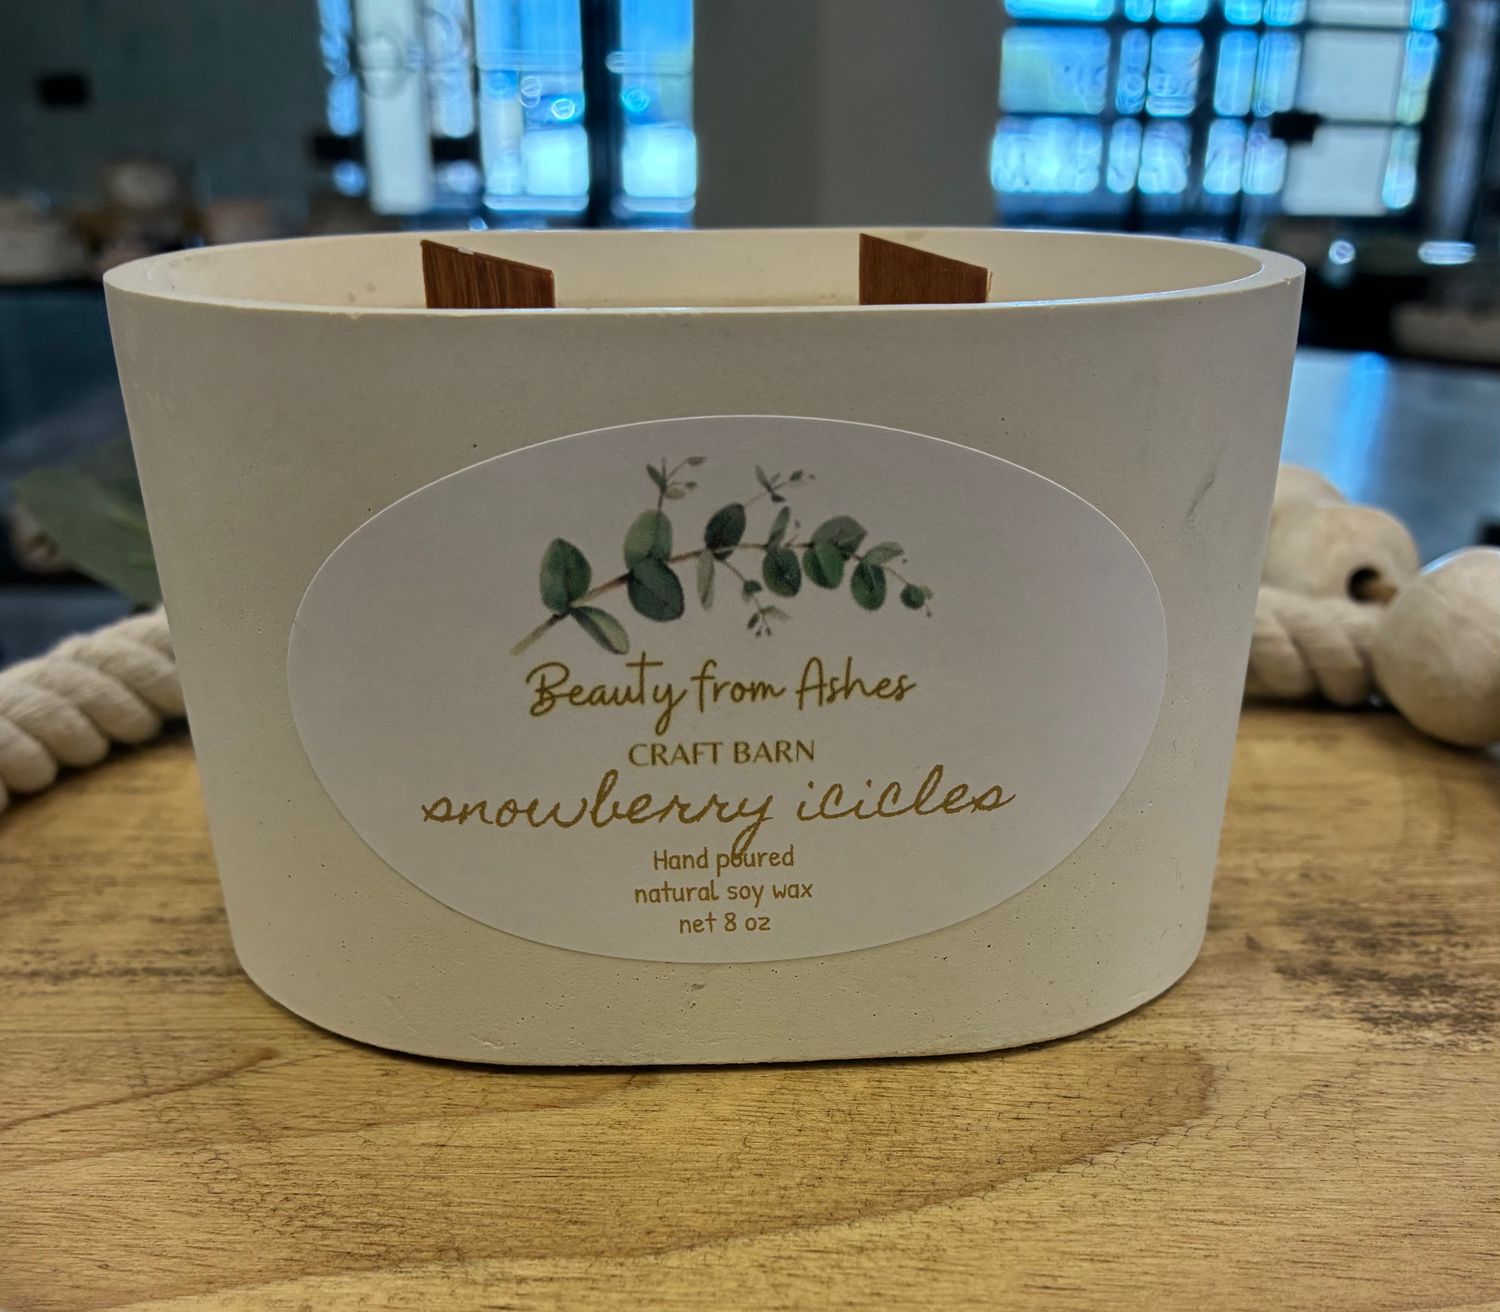 Beauty from Ashes
CRAFT BARN
snowberry icicles
Hand poured
natural soy wax
net 8 oz